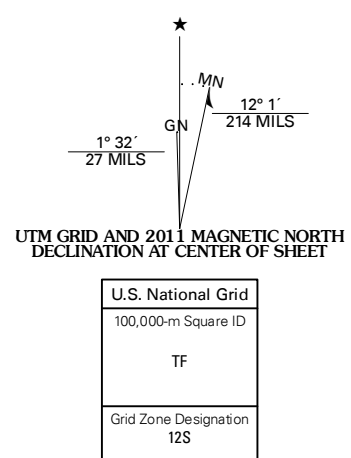 ★
MN
GN
12° 1´
214 MILS
1° 32´
27 MILS
UTM GRID AND 2011 MAGNETIC NORTH
DECLINATION AT CENTER OF SHEET
U.S. National Grid
100,000-m Square ID
TF
Grid Zone Designation
12S